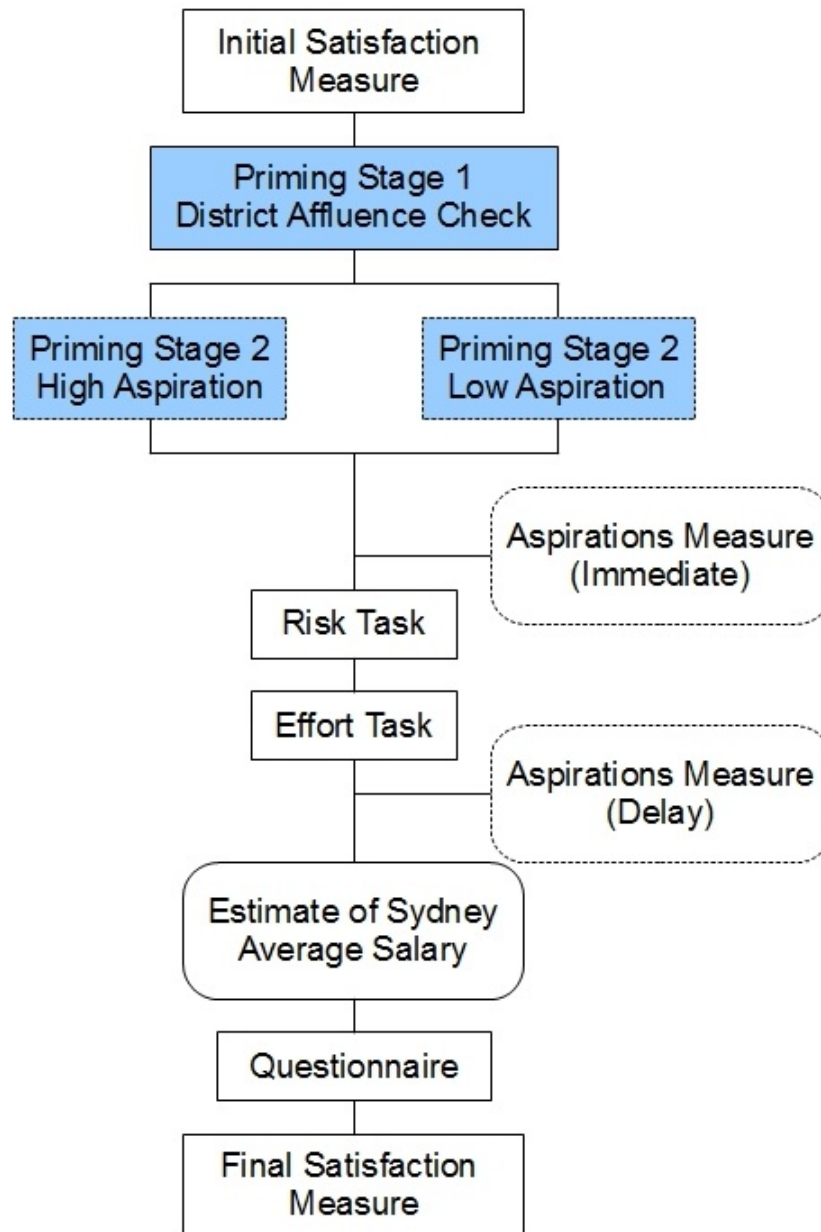 Initial Satisfaction
Measure
Priming Stage 1
District Affluence Check
Priming Stage 2
High Aspiration
Priming Stage 2
Low Aspiration
Aspirations Measure
(Immediate)
Risk Task
Effort Task
Aspirations Measure
(Delay)
Estimate of Sydney
Average Salary
Questionnaire
Final Satisfaction
Measure